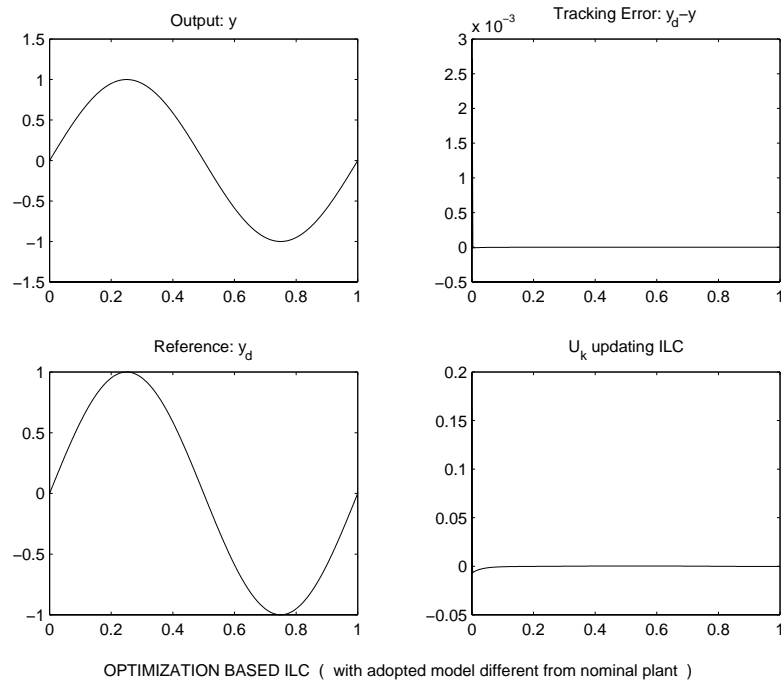 Output: y
1.5
1
0.5
0
−0.5
−1
−1.5
0 0.2 0.4 0.6 0.8 1
Tracking Error: y_d−y
x 10^−3
3
2.5
2
1.5
1
0.5
0
−0.5
0 0.2 0.4 0.6 0.8 1
Reference: y_d
1
0.5
0
−0.5
−1
0 0.2 0.4 0.6 0.8 1
U_k updating ILC
0.2
0.15
0.1
0.05
0
−0.05
0 0.2 0.4 0.6 0.8 1
OPTIMIZATION BASED ILC ( with adopted model different from nominal plant )